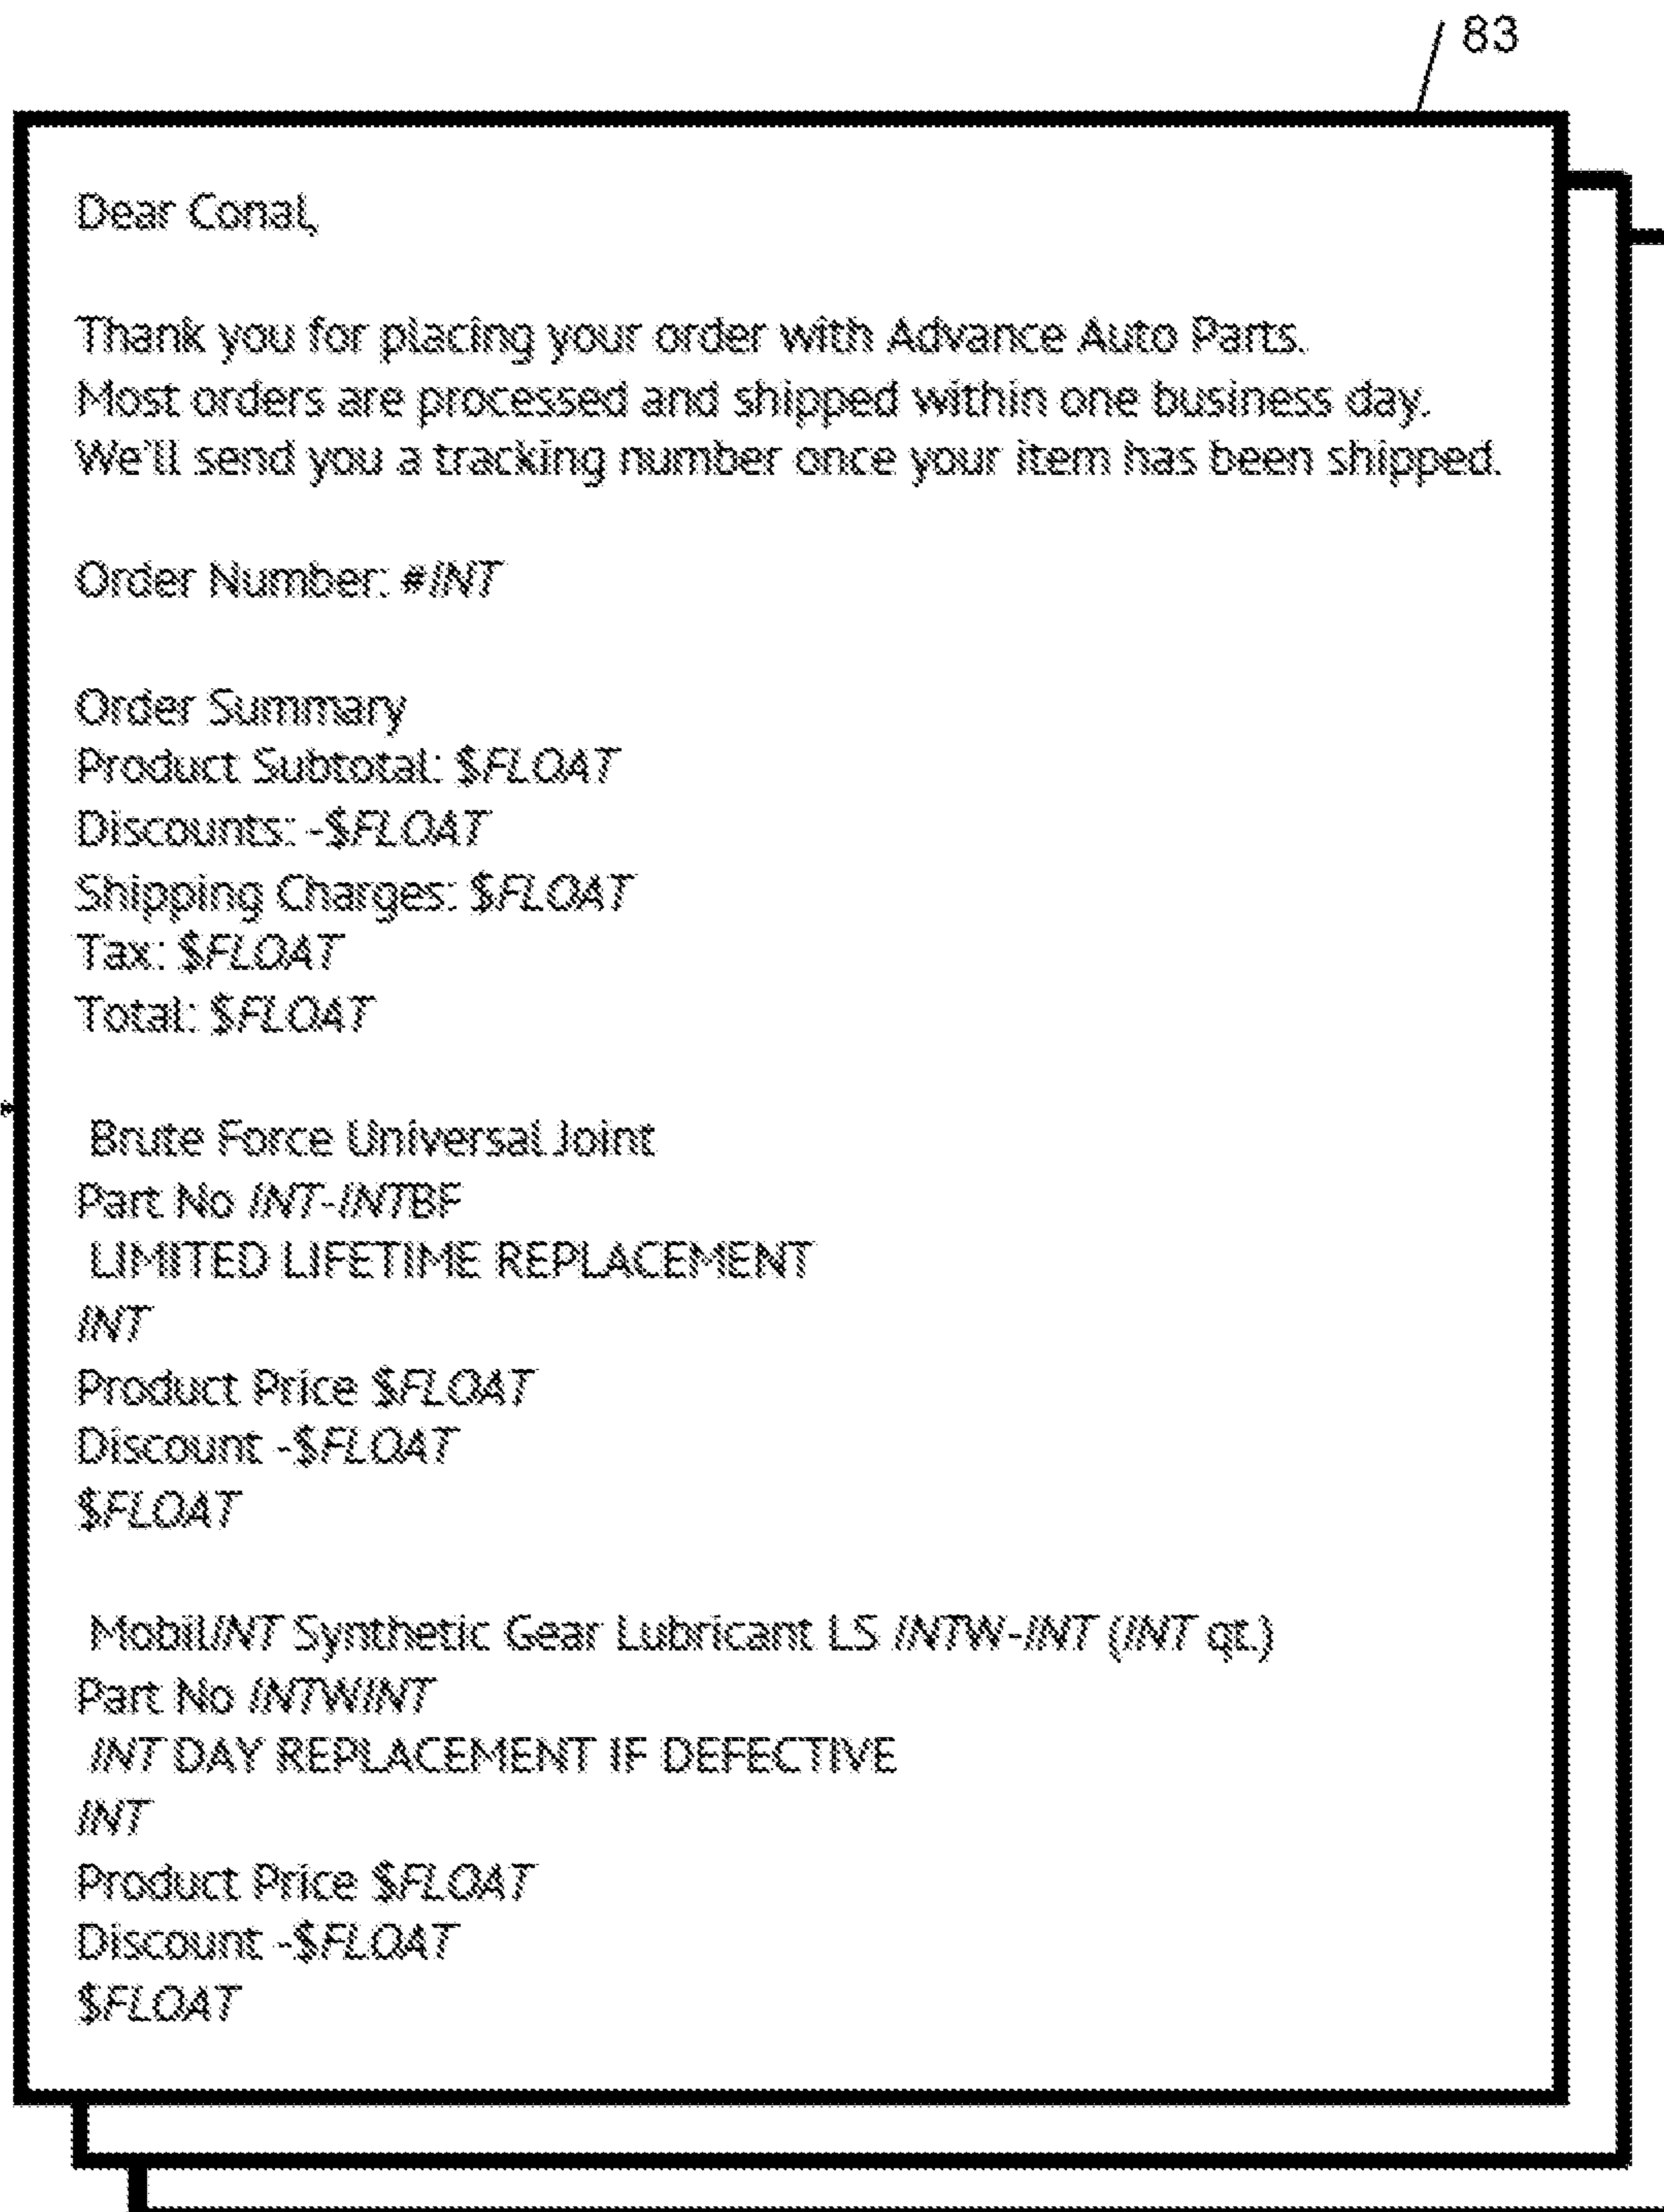 83
Dear Conal,
Thank you for placing your order with Advance Auto Parts.
Most orders are processed and shipped within one business day.
We'll send you a tracking number once your item has been shipped.
Order Number: #INT
Order Summary
Product Subtotal: $FLOAT
Discounts: -$FLOAT
Shipping Charges: $FLOAT
Tax: $FLOAT
Total: $FLOAT
Brute Force Universal Joint
Part No INT-INTBF
LIMITED LIFETIME REPLACEMENT
INT
Product Price $FLOAT
Discount -$FLOAT
$FLOAT
MobilINT Synthetic Gear Lubricant LS INTW-INT (INT qt.)
Part No INTWINT
INT DAY REPLACEMENT IF DEFECTIVE
INT
Product Price $FLOAT
Discount -$FLOAT
$FLOAT